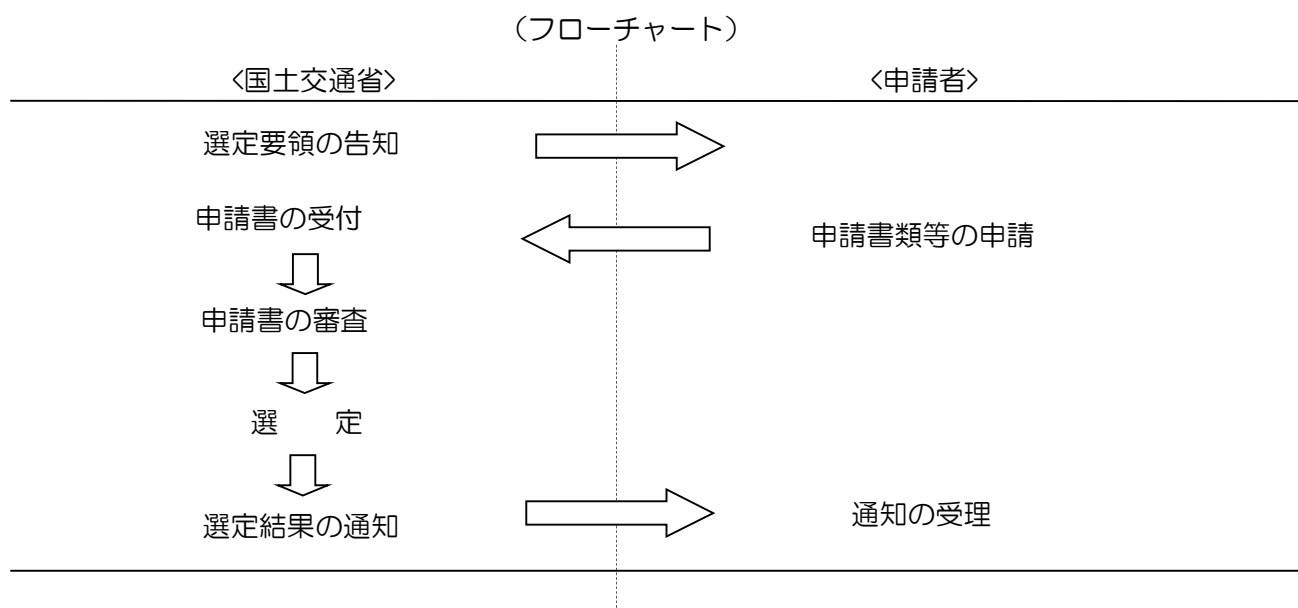 （フローチャート）
<国土交通省> <申請者>
選定要領の告知
申請書の受付
申請書類等の申請
申請書の審査
選　　定
選定結果の通知 通知の受理